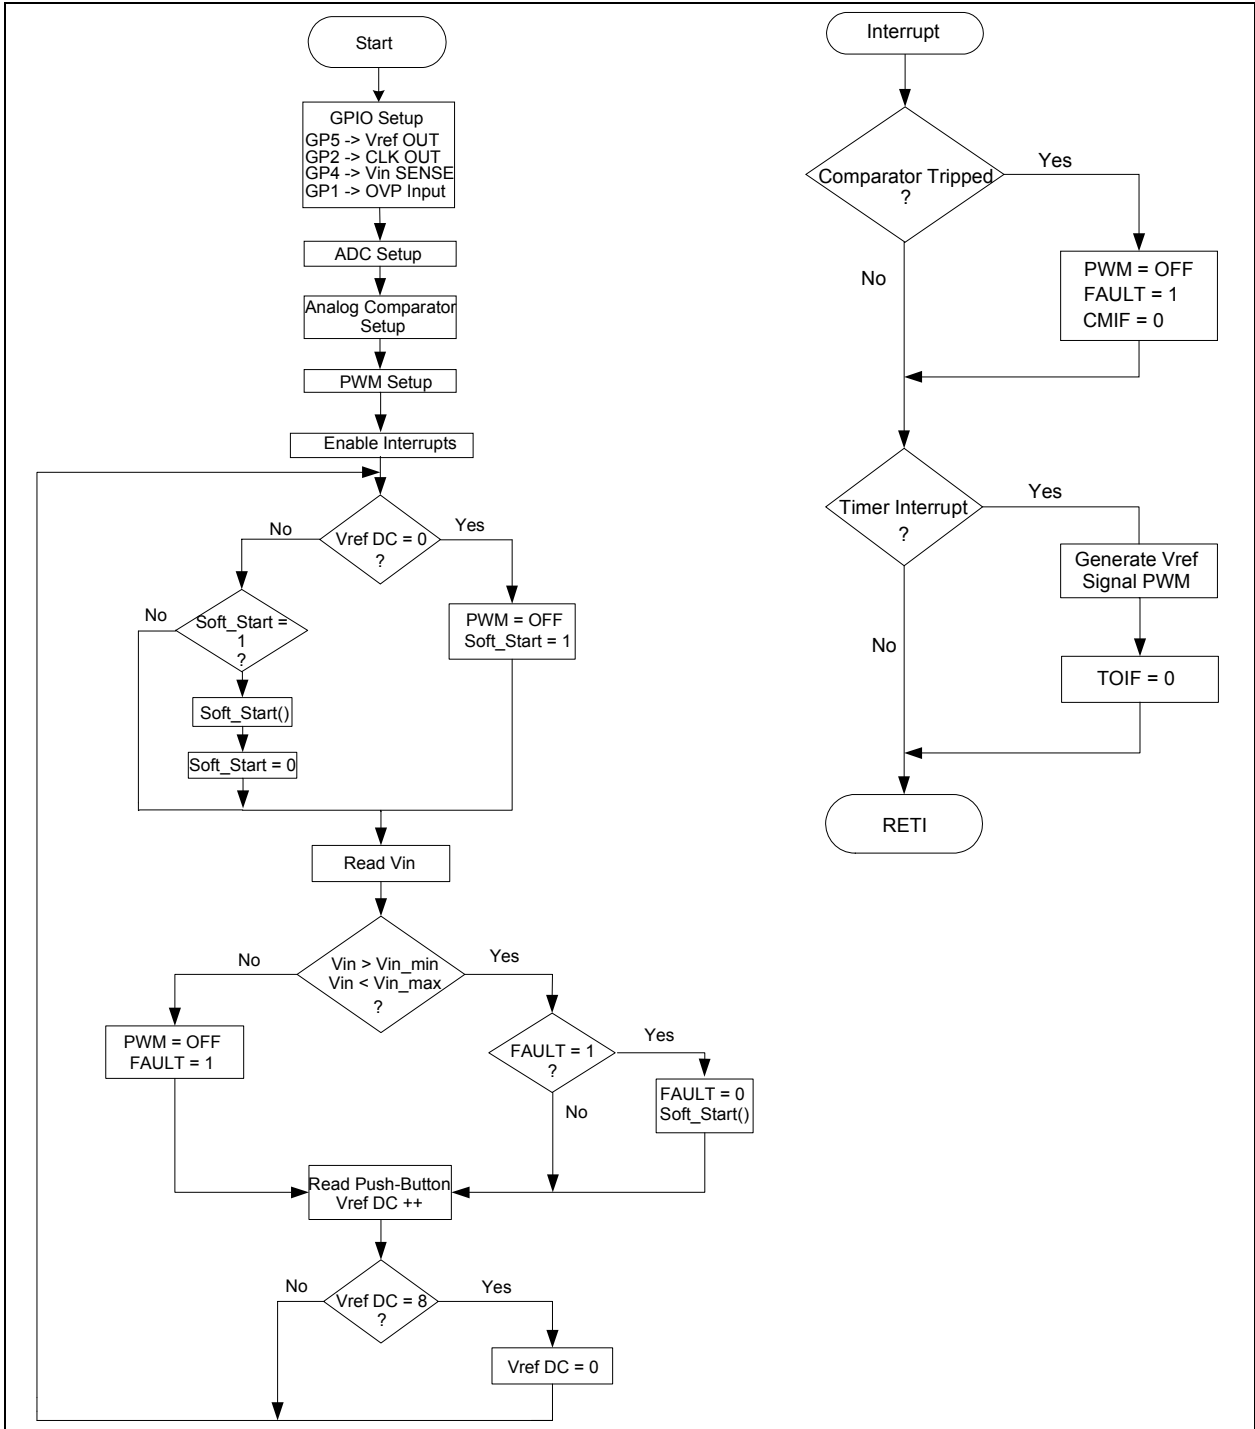 Start
GPIO Setup
GP5 -> Vref OUT
GP2 -> CLK OUT
GP4 -> Vin SENSE
GP1 -> OVP Input
ADC Setup
Analog Comparator
Setup
PWM Setup
Enable Interrupts
Vref DC = 0
?
No
Yes
Soft_Start =
1
?
No
PWM = OFF
Soft_Start = 1
Soft_Start()
Soft_Start = 0
Read Vin
Vin > Vin_min
Vin < Vin_max
?
No
Yes
PWM = OFF
FAULT = 1
FAULT = 1
?
Yes
No
FAULT = 0
Soft_Start()
Read Push-Button
Vref DC ++
Vref DC = 8
?
No
Yes
Vref DC = 0
Interrupt
Comparator Tripped
?
Yes
No
PWM = OFF
FAULT = 1
CMIF = 0
Timer Interrupt
?
Yes
No
Generate Vref
Signal PWM
TOIF = 0
RETI